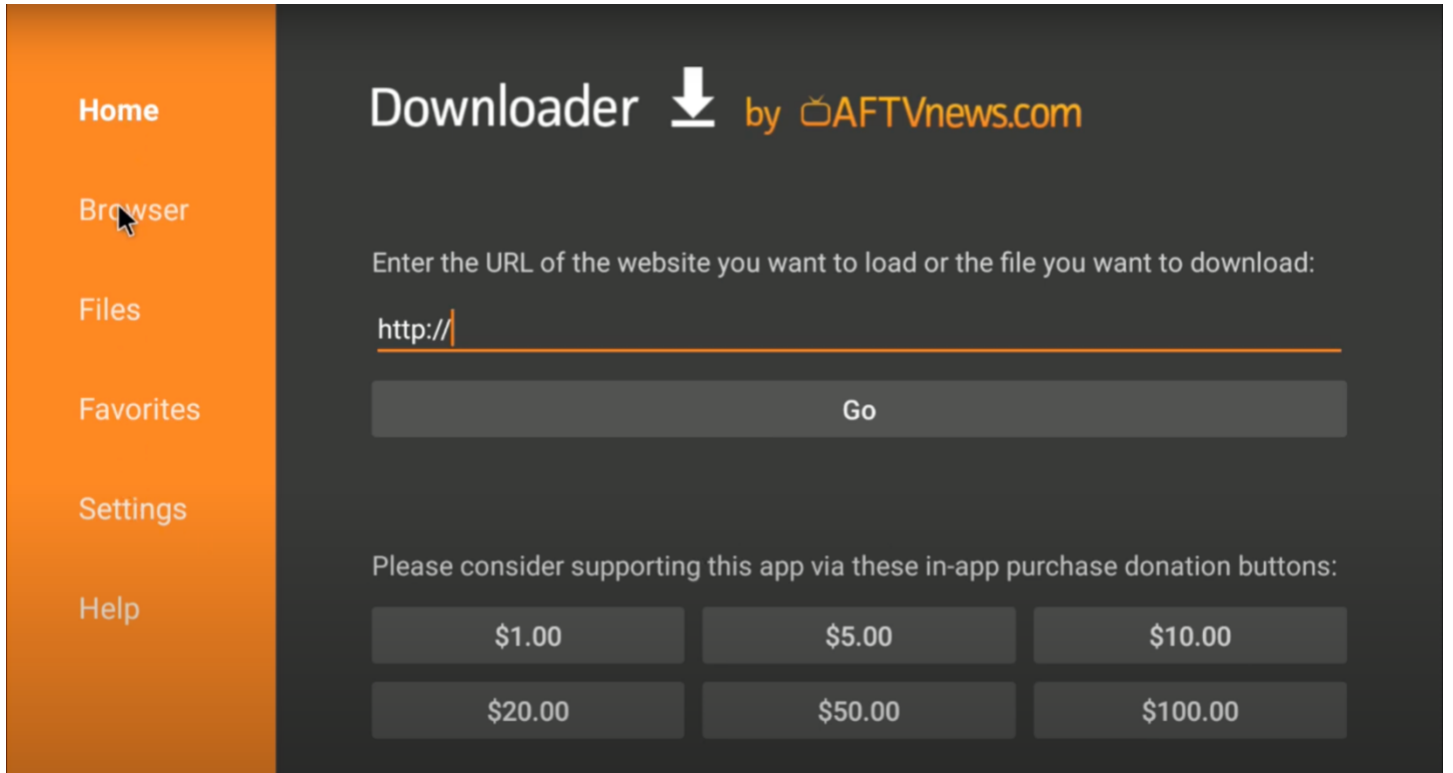 Home
Browser
Files
Favorites
Settings
Help
Downloader by AFTVnews.com
Enter the URL of the website you want to load or the file you want to download:
http://
Go
Please consider supporting this app via these in-app purchase donation buttons:
$1.00 $5.00 $10.00
$20.00 $50.00 $100.00